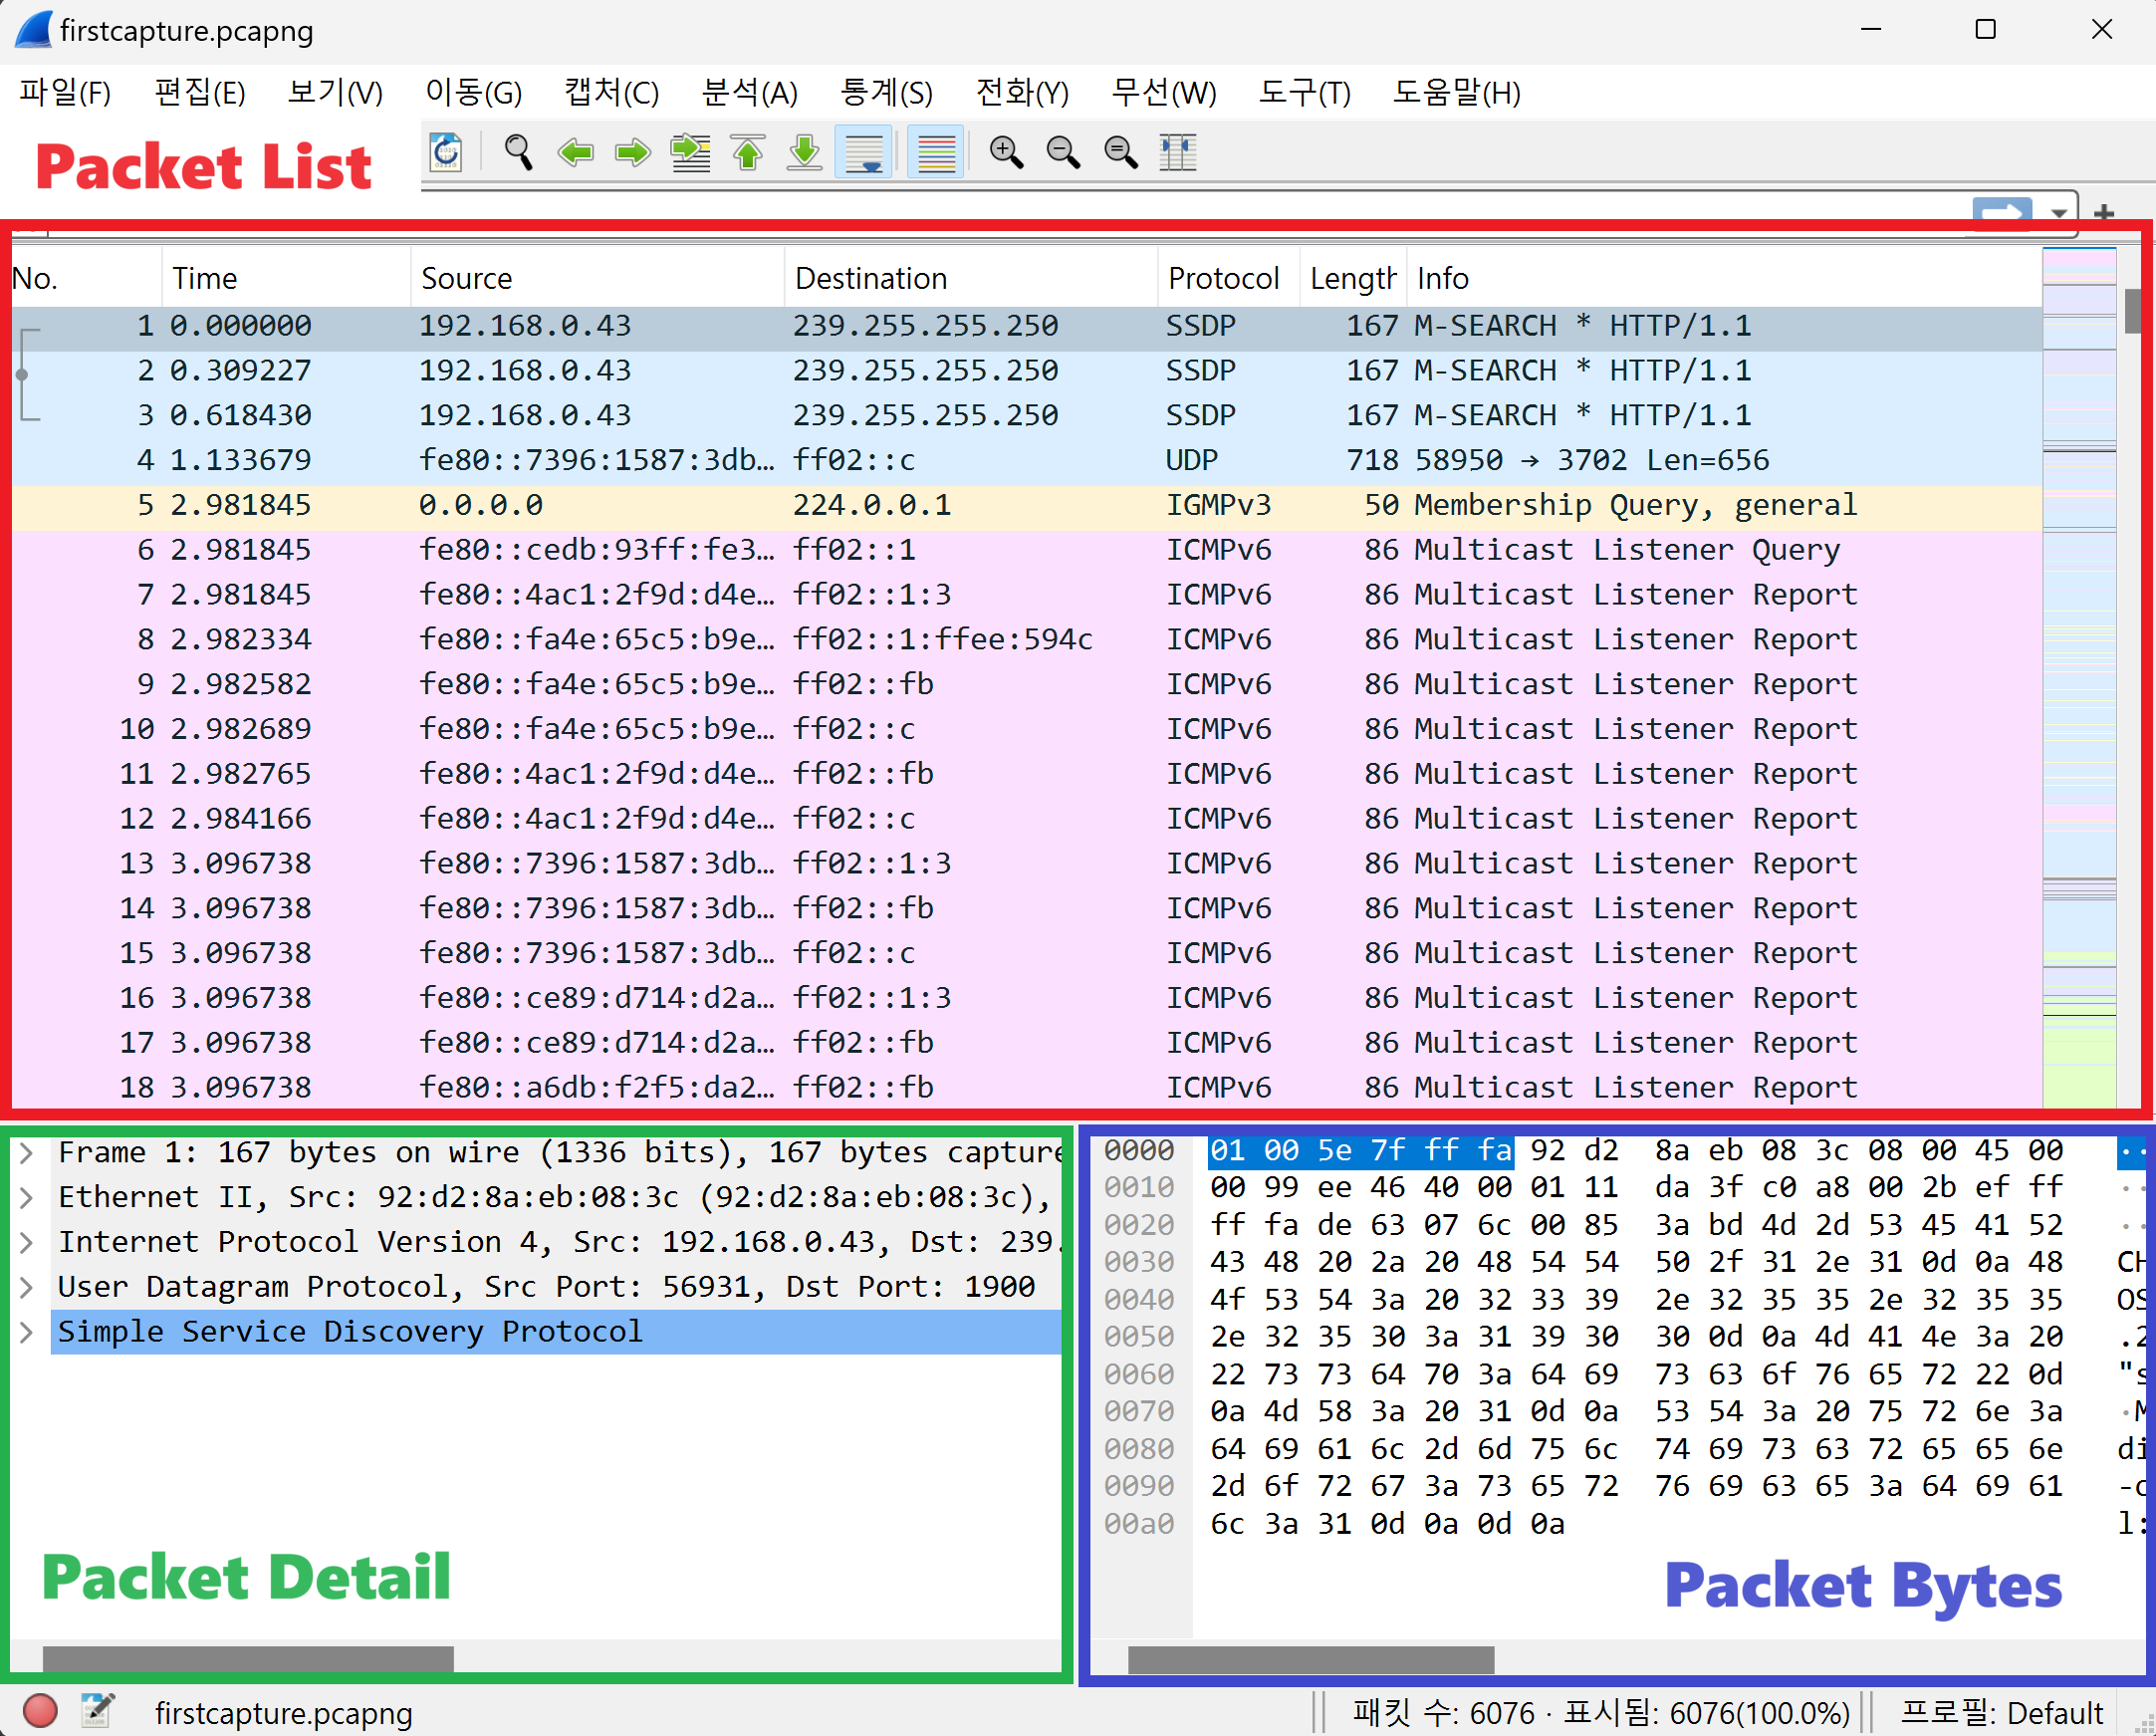 firstcapture.pcapng
파일(F) 편집(E) 보기(V) 이동(G) 캡처(C) 분석(A) 통계(S) 전화(Y) 무선(W) 도구(T) 도움말(H)
Packet List
No. Time Source Destination Protocol Length Info
1 0.000000 192.168.0.43 239.255.255.250 SSDP 167 M-SEARCH * HTTP/1.1
2 0.309227 192.168.0.43 239.255.255.250 SSDP 167 M-SEARCH * HTTP/1.1
3 0.618430 192.168.0.43 239.255.255.250 SSDP 167 M-SEARCH * HTTP/1.1
4 1.133679 fe80::7396:1587:3db… ff02::c UDP 718 58950 → 3702 Len=656
5 2.981845 0.0.0.0 224.0.0.1 IGMPv3 50 Membership Query, general
6 2.981845 fe80::cedb:93ff:fe3… ff02::1 ICMPv6 86 Multicast Listener Query
7 2.981845 fe80::4ac1:2f9d:d4e… ff02::1:3 ICMPv6 86 Multicast Listener Report
8 2.982334 fe80::fa4e:65c5:b9e… ff02::1:ffee:594c ICMPv6 86 Multicast Listener Report
9 2.982582 fe80::fa4e:65c5:b9e… ff02::fb ICMPv6 86 Multicast Listener Report
10 2.982689 fe80::fa4e:65c5:b9e… ff02::c ICMPv6 86 Multicast Listener Report
11 2.982765 fe80::4ac1:2f9d:d4e… ff02::fb ICMPv6 86 Multicast Listener Report
12 2.984166 fe80::4ac1:2f9d:d4e… ff02::c ICMPv6 86 Multicast Listener Report
13 3.096738 fe80::7396:1587:3db… ff02::1:3 ICMPv6 86 Multicast Listener Report
14 3.096738 fe80::7396:1587:3db… ff02::fb ICMPv6 86 Multicast Listener Report
15 3.096738 fe80::7396:1587:3db… ff02::c ICMPv6 86 Multicast Listener Report
16 3.096738 fe80::ce89:d714:d2a… ff02::1:3 ICMPv6 86 Multicast Listener Report
17 3.096738 fe80::ce89:d714:d2a… ff02::fb ICMPv6 86 Multicast Listener Report
18 3.096738 fe80::a6db:f2f5:da2… ff02::fb ICMPv6 86 Multicast Listener Report
Frame 1: 167 bytes on wire (1336 bits), 167 bytes capture
Ethernet II, Src: 92:d2:8a:eb:08:3c (92:d2:8a:eb:08:3c),
Internet Protocol Version 4, Src: 192.168.0.43, Dst: 239.
User Datagram Protocol, Src Port: 56931, Dst Port: 1900
Simple Service Discovery Protocol
Packet Detail
0000 01 00 5e 7f ff fa 92 d2 8a eb 08 3c 08 00 45 00 ··
0010 00 99 ee 46 40 00 01 11 da 3f c0 a8 00 2b ef ff ··
0020 ff fa de 63 07 6c 00 85 3a bd 4d 2d 53 45 41 52 ··
0030 43 48 20 2a 20 48 54 54 50 2f 31 2e 31 0d 0a 48 CH
0040 4f 53 54 3a 20 32 33 39 2e 32 35 35 2e 32 35 35 OS
0050 2e 32 35 30 3a 31 39 30 30 0d 0a 4d 41 4e 3a 20 .2
0060 22 73 73 64 70 3a 64 69 73 63 6f 76 65 72 22 0d "s
0070 0a 4d 58 3a 20 31 0d 0a 53 54 3a 20 75 72 6e 3a ·M
0080 64 69 61 6c 2d 6d 75 6c 74 69 73 63 72 65 65 6e di
0090 2d 6f 72 67 3a 73 65 72 76 69 63 65 3a 64 69 61 -o
00a0 6c 3a 31 0d 0a 0d 0a l:
Packet Bytes
firstcapture.pcapng 패킷 수: 6076 · 표시됨: 6076(100.0%) 프로필: Default